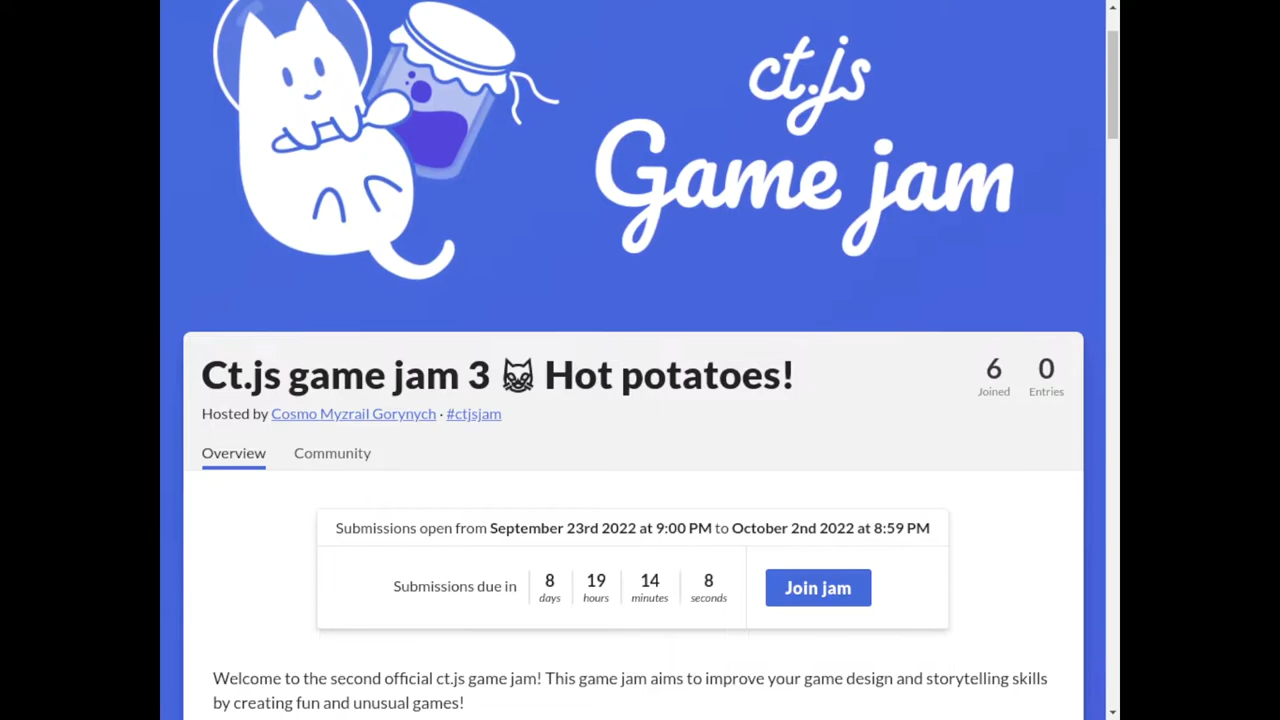 ct.js
Game jam
Ct.js game jam 3 😼 Hot potatoes!
6
Joined
0
Entries
Hosted by Cosmo Myzrail Gorynych · #ctjsjam
Overview
Community
Submissions open from September 23rd 2022 at 9:00 PM to October 2nd 2022 at 8:59 PM
Submissions due in
8
days
19
hours
14
minutes
8
seconds
Join jam
Welcome to the second official ct.js game jam! This game jam aims to improve your game design and storytelling skills
by creating fun and unusual games!